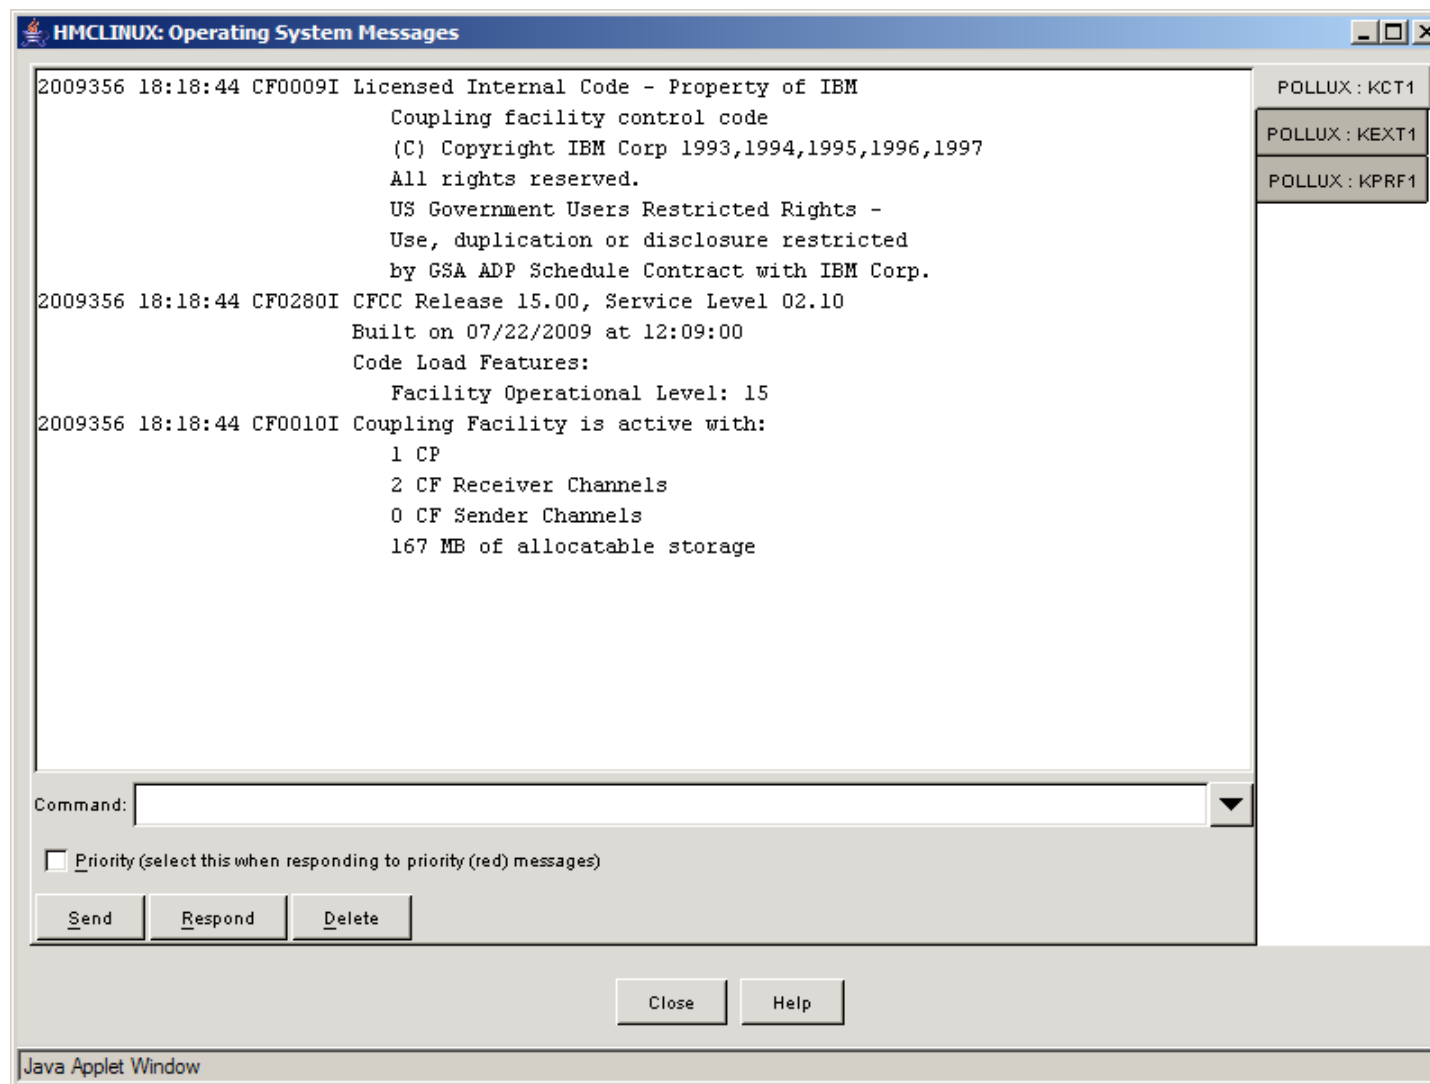 HMCLINUX: Operating System Messages
2009356 18:18:44 CF0009I Licensed Internal Code - Property of IBM
Coupling facility control code
(C) Copyright IBM Corp 1993,1994,1995,1996,1997
All rights reserved.
US Government Users Restricted Rights -
Use, duplication or disclosure restricted
by GSA ADP Schedule Contract with IBM Corp.
2009356 18:18:44 CF0280I CFCC Release 15.00, Service Level 02.10
Built on 07/22/2009 at 12:09:00
Code Load Features:
Facility Operational Level: 15
2009356 18:18:44 CF0010I Coupling Facility is active with:
1 CP
2 CF Receiver Channels
0 CF Sender Channels
167 MB of allocatable storage
POLLUX : KCT1
POLLUX : KEXT1
POLLUX : KPRF1
Command:
Priority (select this when responding to priority (red) messages)
Send Respond Delete
Close Help
Java Applet Window